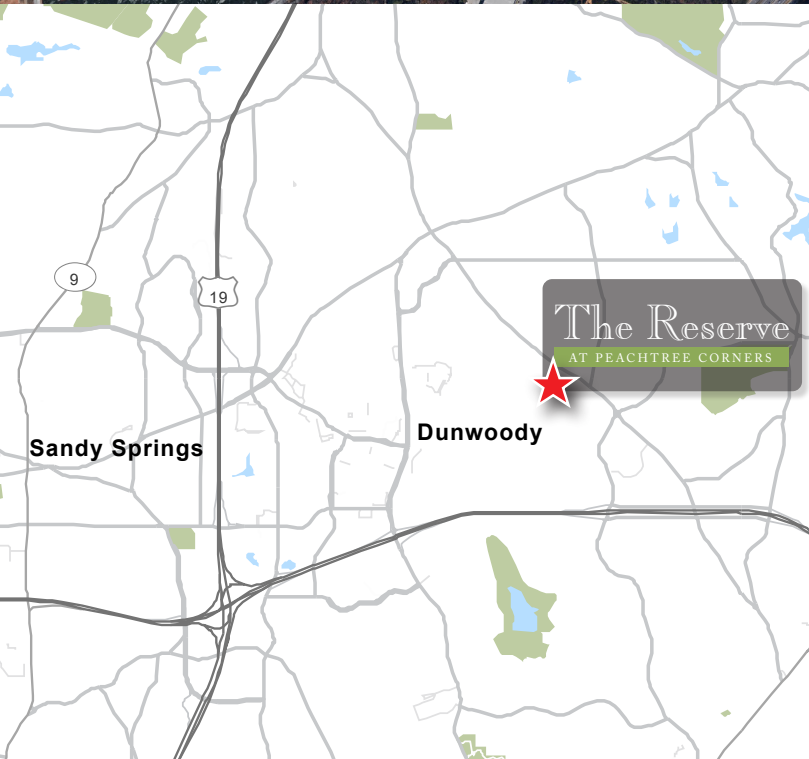 9
19
The Reserve
AT PEACHTREE CORNERS
Dunwoody
Sandy Springs